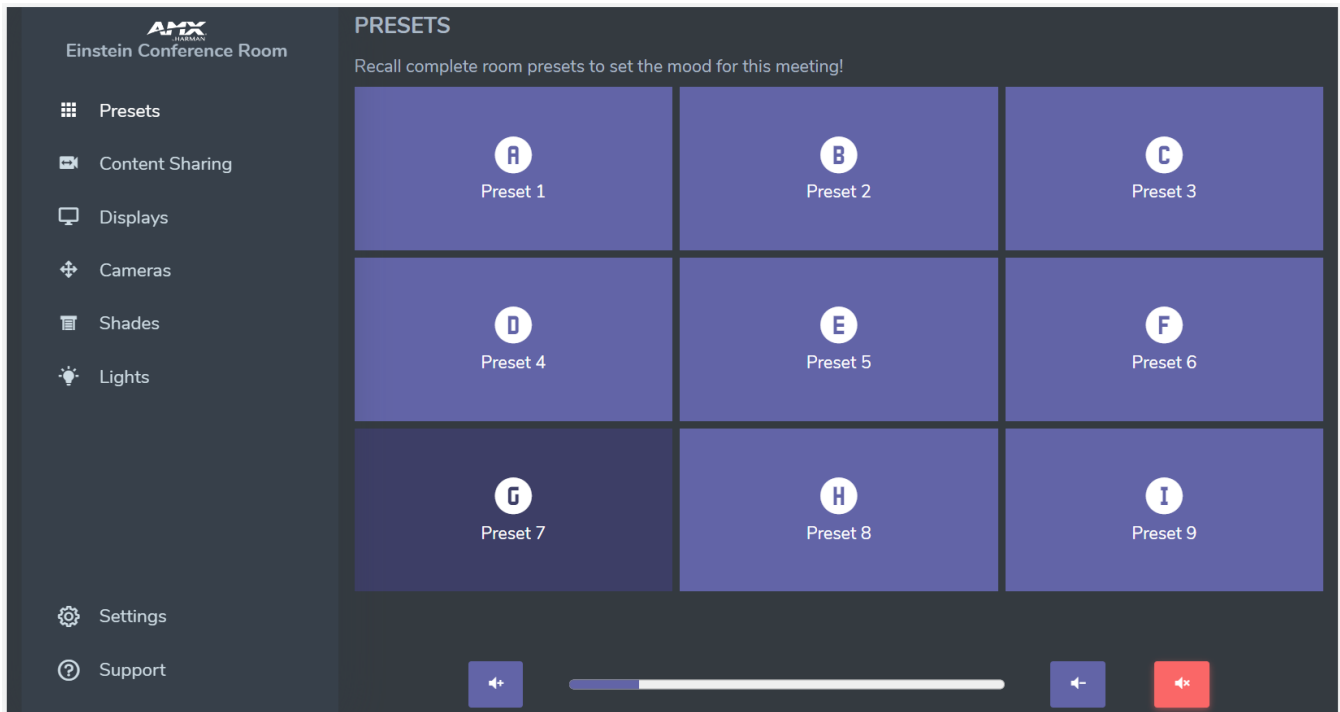 AMX
HARMAN
Einstein Conference Room
Presets
Content Sharing
Displays
Cameras
Shades
Lights
Settings
Support
PRESETS
Recall complete room presets to set the mood for this meeting!
A
Preset 1
B
Preset 2
C
Preset 3
D
Preset 4
E
Preset 5
F
Preset 6
G
Preset 7
H
Preset 8
I
Preset 9